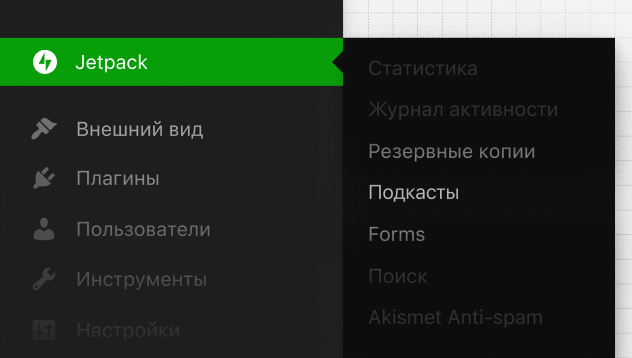 Jetpack
Внешний вид
Плагины
Пользователи
Инструменты
Настройки
Статистика
Журнал активности
Резервные копии
Подкасты
Forms
Поиск
Akismet Anti-spam